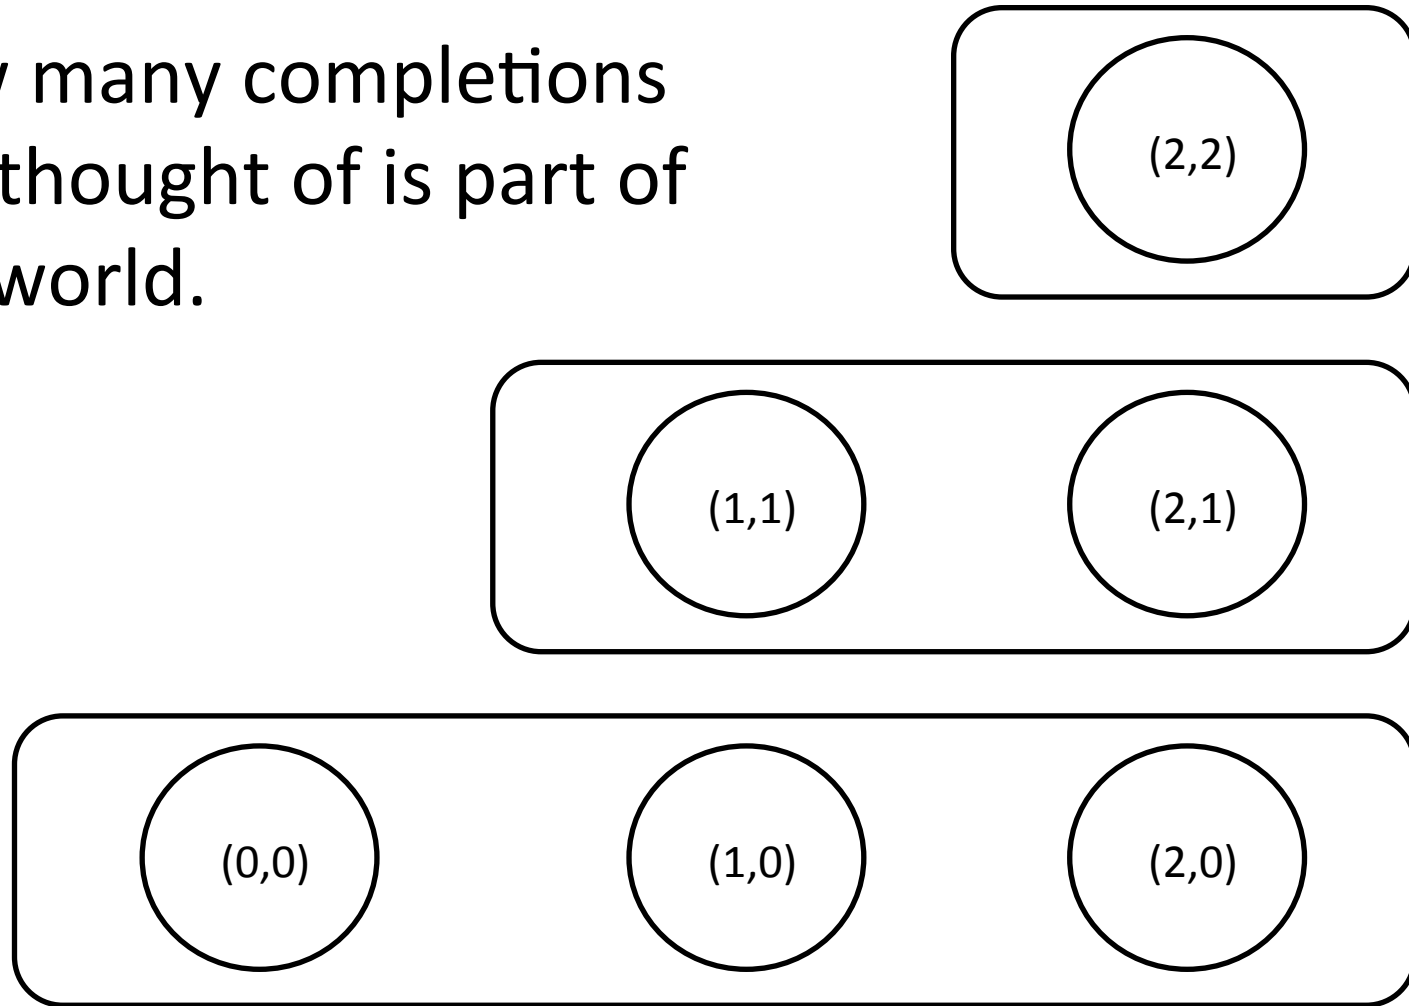 many completions
thought of is part of
world.
(2,2)
(1,1) (2,1)
(0,0) (1,0) (2,0)